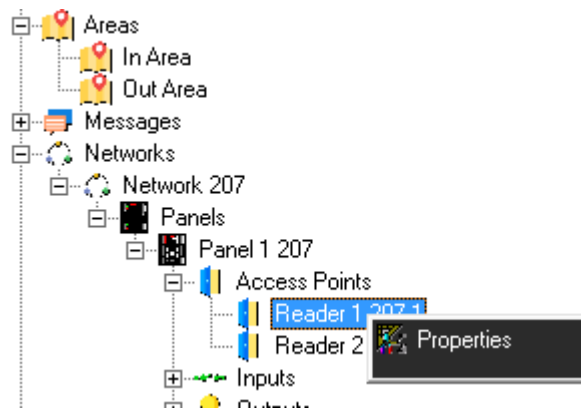 Areas
In Area
Out Area
Messages
Networks
Network 207
Panels
Panel 1 207
Access Points
Reader 1 207 1
Properties
Reader 2
Inputs
Outputs